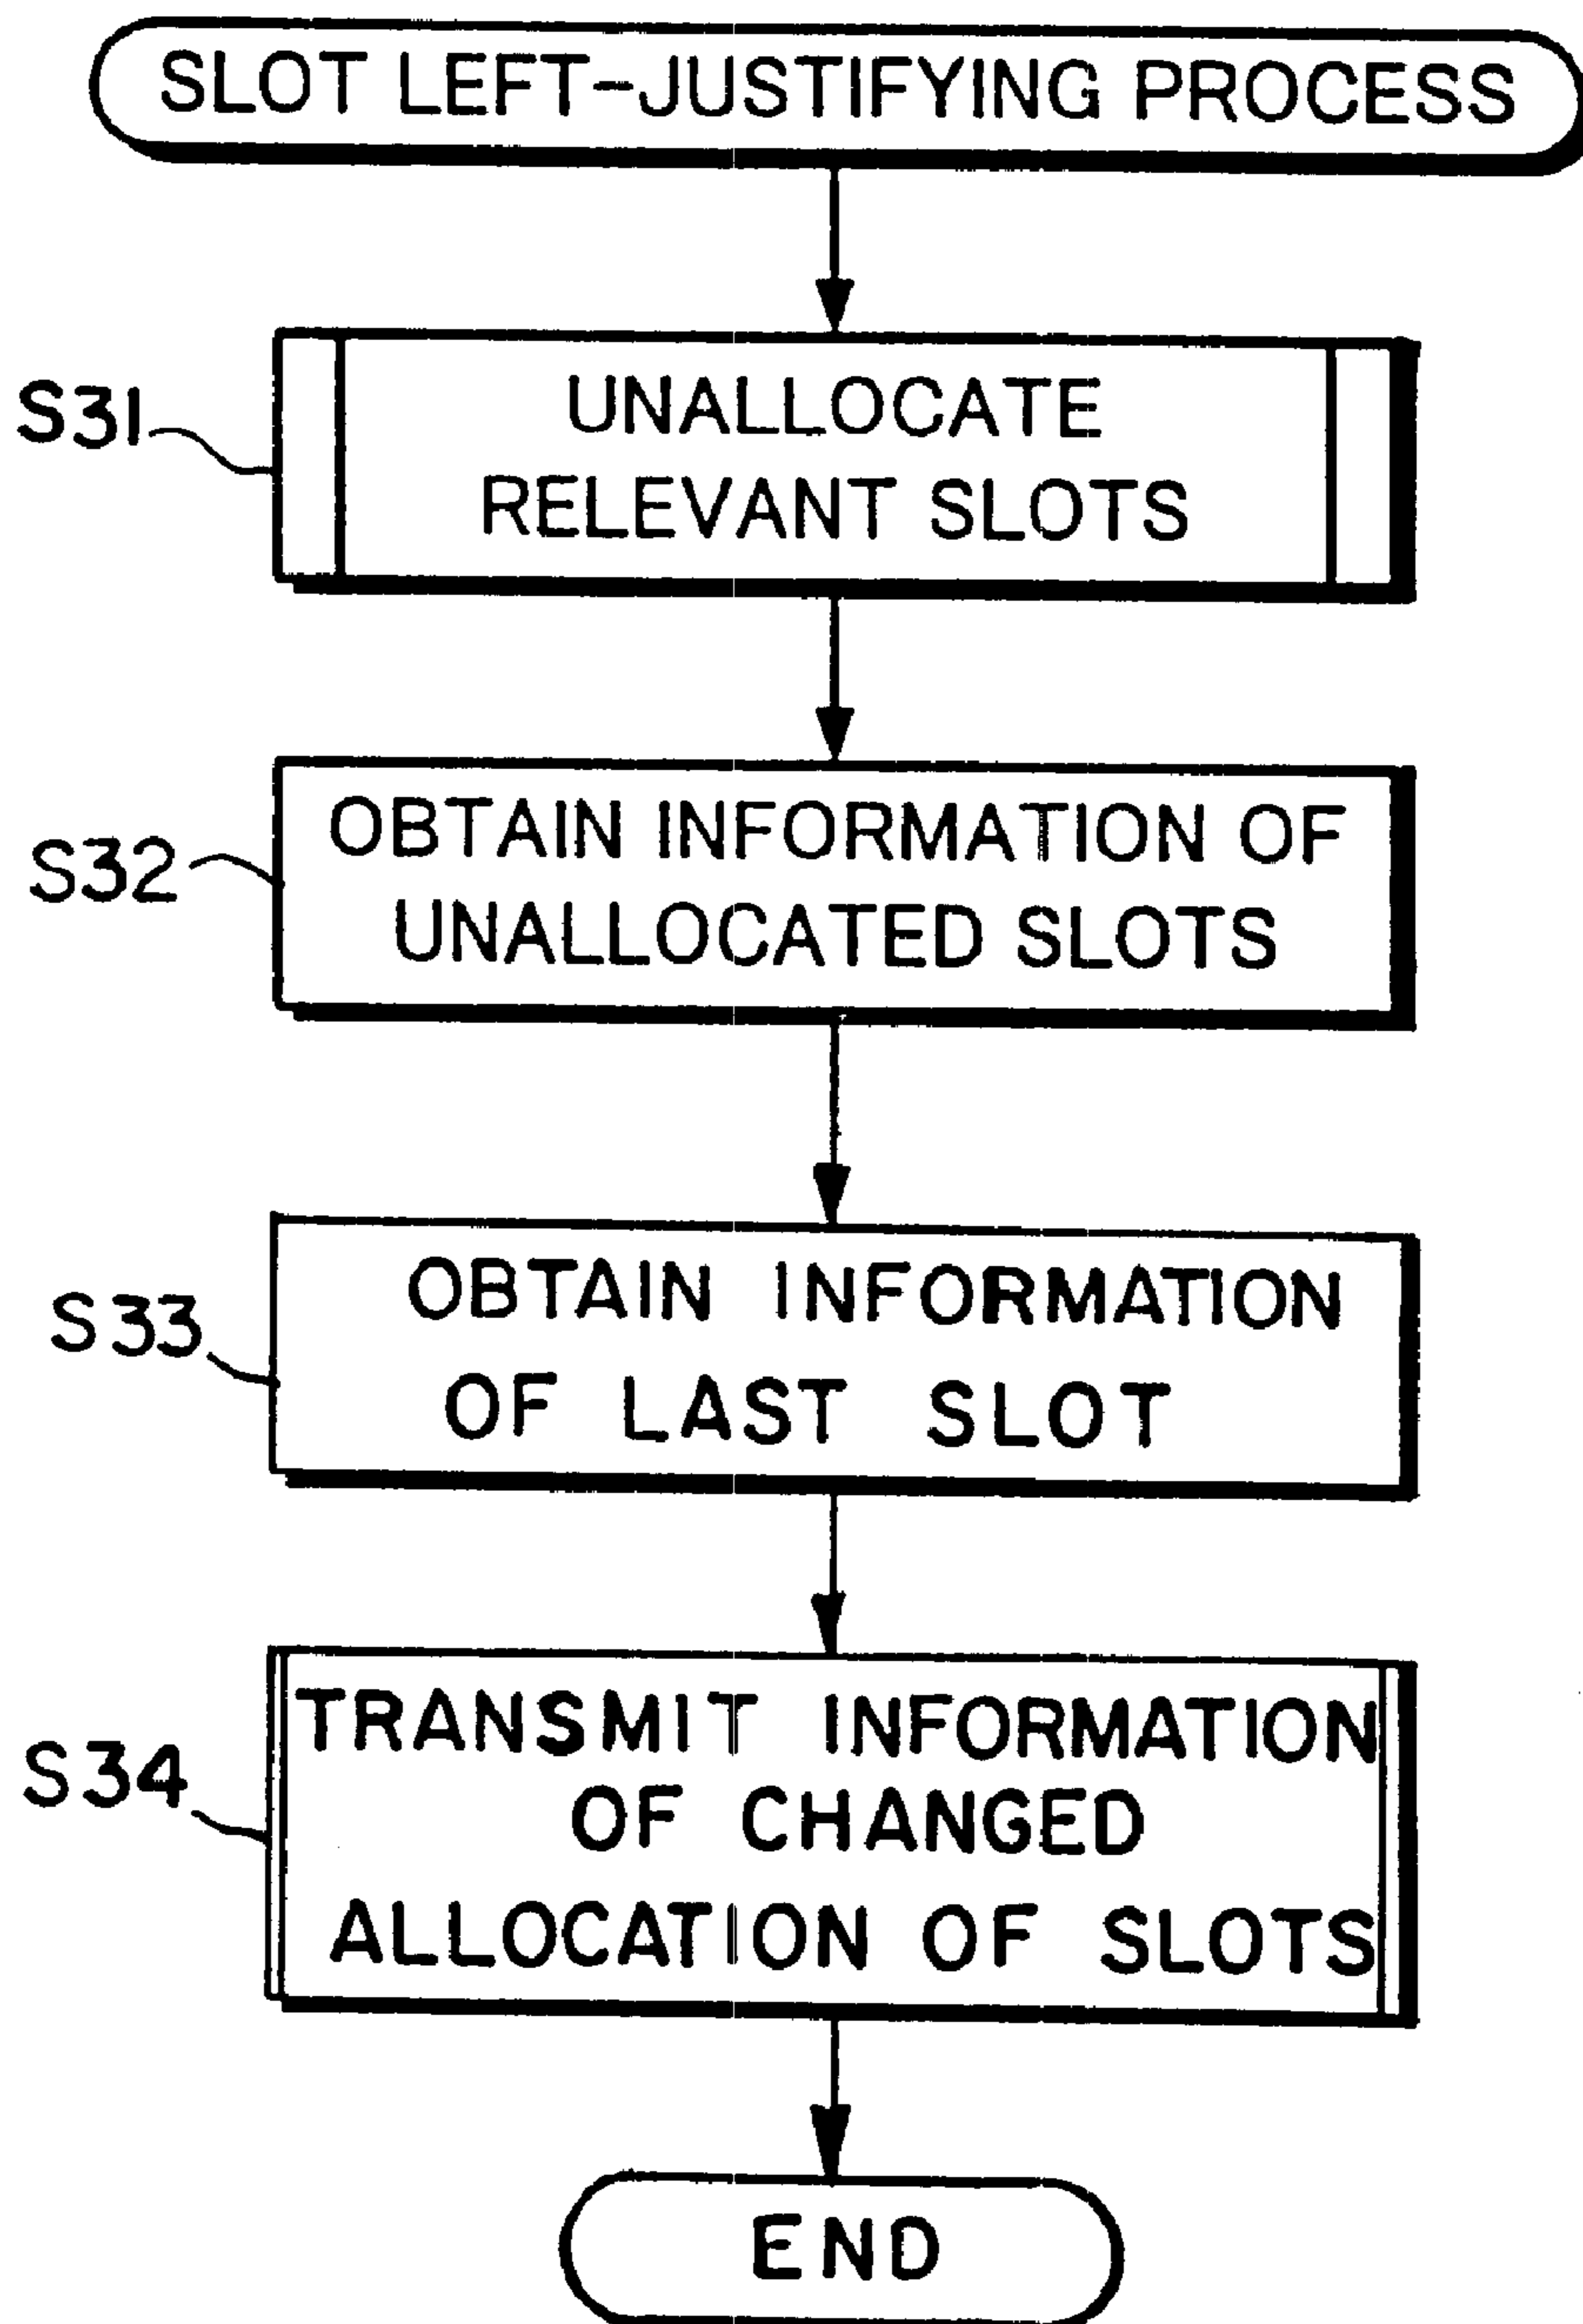 SLOT LEFT-JUSTIFYING PROCESS
S31
UNALLOCATE
RELEVANT SLOTS
S32
OBTAIN INFORMATION OF
UNALLOCATED SLOTS
S33
OBTAIN INFORMATION
OF LAST SLOT
S34
TRANSMIT INFORMATION
OF CHANGED
ALLOCATION OF SLOTS
END